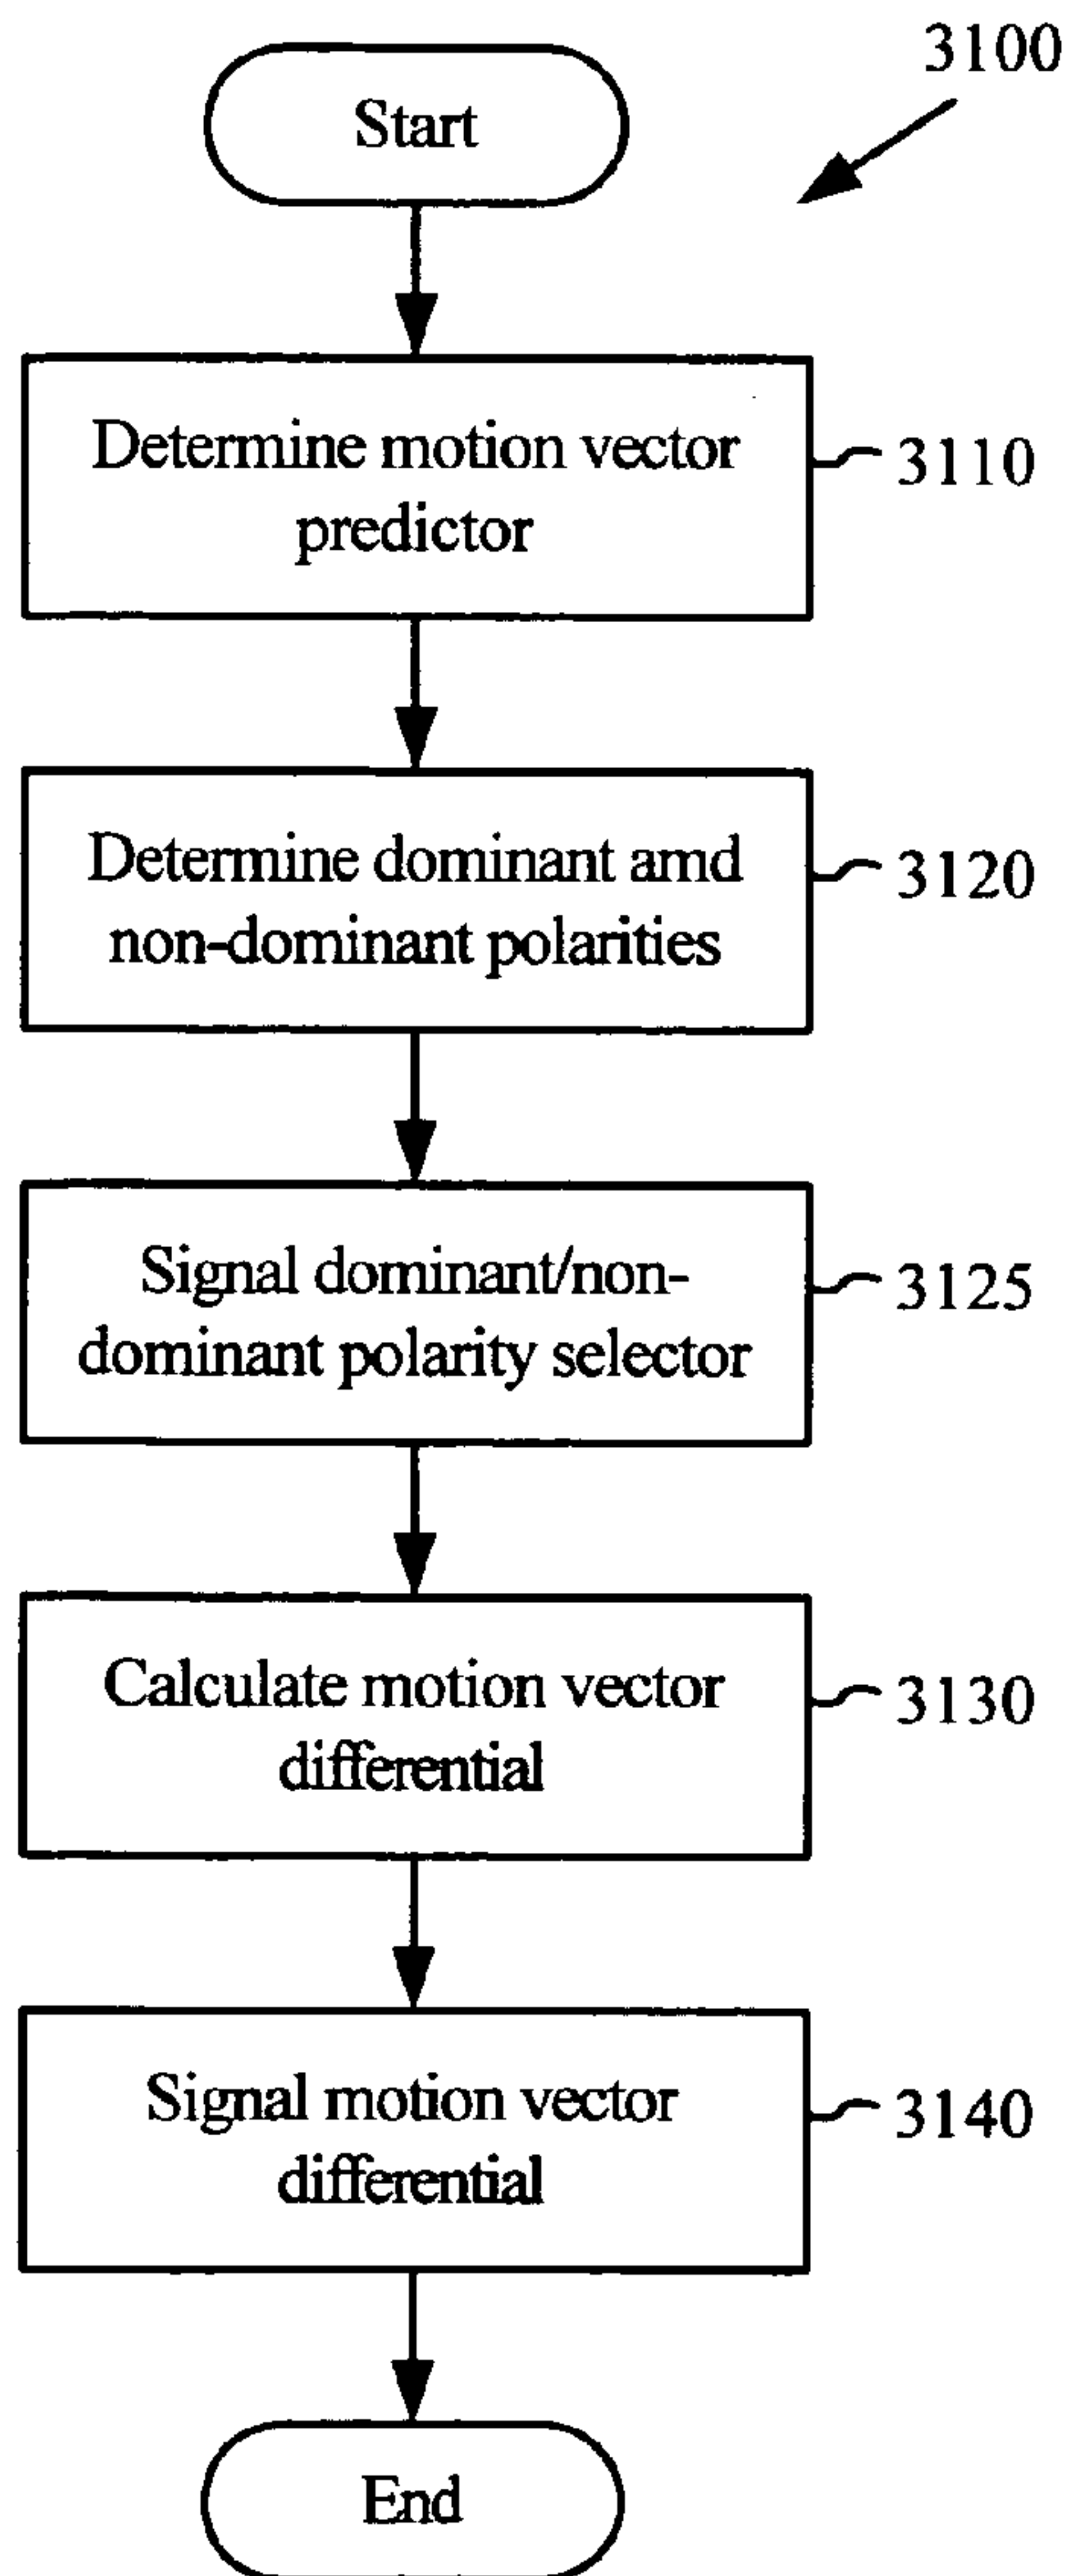 3100
Start
Determine motion vector
predictor
3110
Determine dominant amd
non-dominant polarities
3120
Signal dominant/non-
dominant polarity selector
3125
Calculate motion vector
differential
3130
Signal motion vector
differential
3140
End